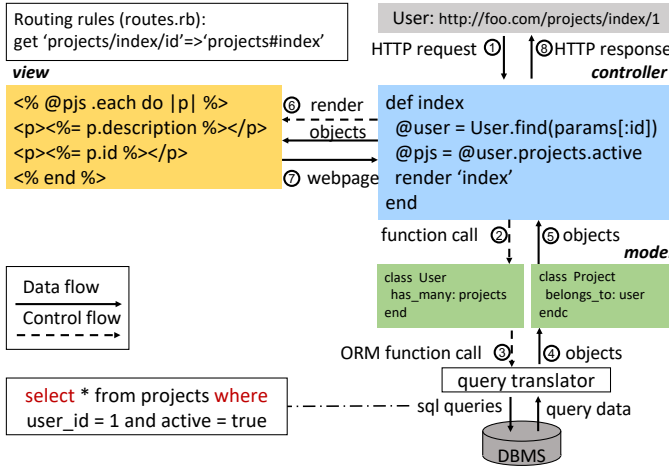 Routing rules (routes.rb):
get ‘projects/index/id’=>‘projects#index’
User: http://foo.com/projects/index/1
HTTP request ① ⑧ HTTP response
view
controller
<% @pjs .each do |p| %>
<p><%= p.description %></p>
<p><%= p.id %></p>
<% end %>
⑥ render
objects
⑦ webpage
def index
@user = User.find(params[:id])
@pjs = @user.projects.active
render ‘index’
end
function call ② ⑤ objects
mode
class User
has_many: projects
end
class Project
belongs_to: user
endc
Data flow
Control flow
ORM function call ③ ④ objects
query translator
select * from projects where
user_id = 1 and active = true
sql queries
query data
DBMS